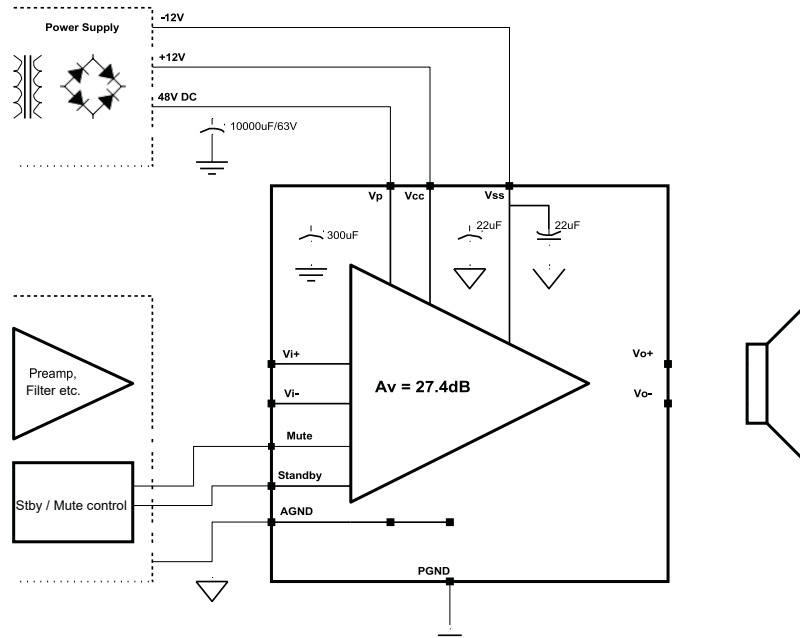 -12V
Power Supply
+12V
48V DC
10000uF/63V
Vp
Vcc
Vss
300uF
22uF
22uF
Vi+
Vo+
Preamp,
Filter etc.
Av = 27.4dB
Vi-
Vo-
Mute
Standby
Stby / Mute control
AGND
PGND